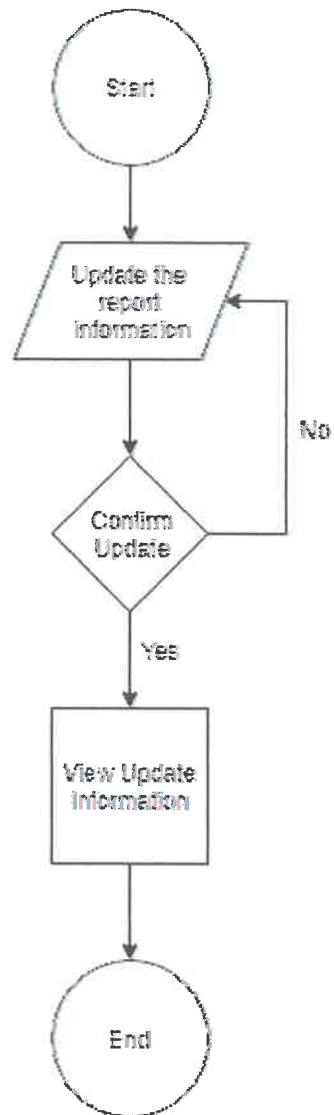 Start
Update the
report
information
No
Confirm
Update
Yes
View Update
Information
End